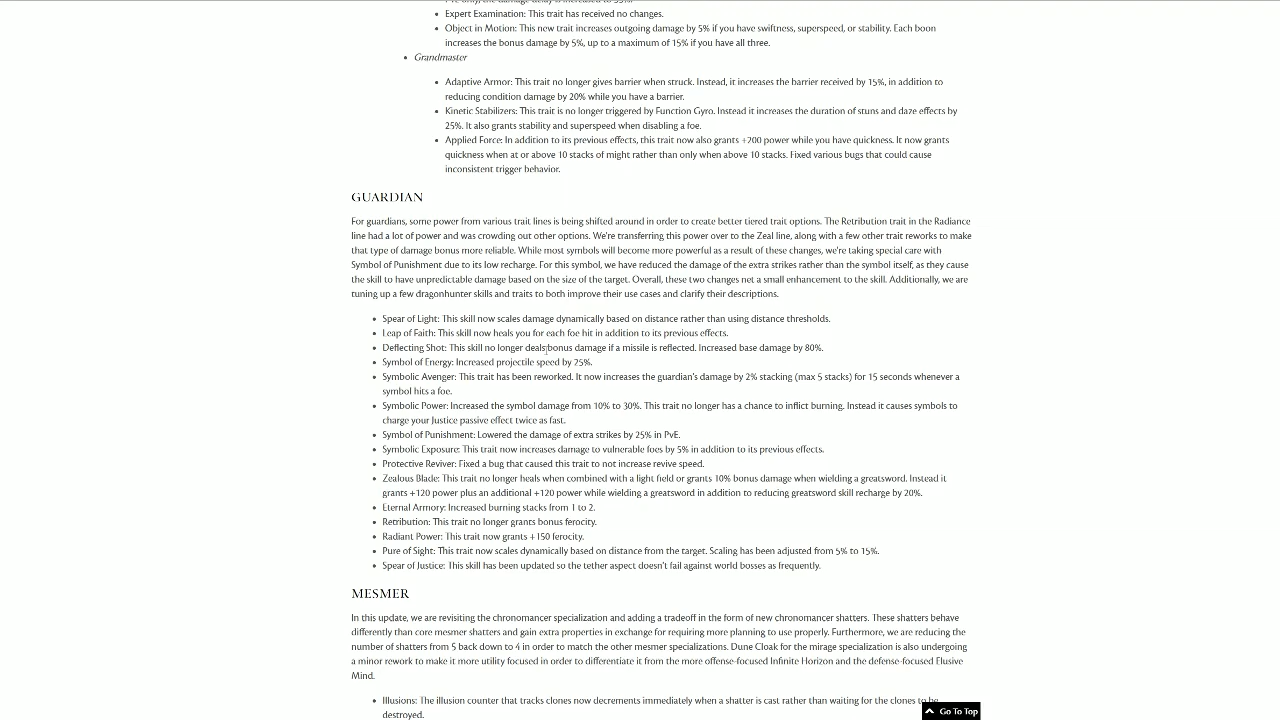 Expert Examination: This trait has received no changes.
Object in Motion: This new trait increases outgoing damage by 5% if you have swiftness, superspeed, or stability. Each boon
increases the bonus damage by 5%, up to a maximum of 15% if you have all three.
Grandmaster
Adaptive Armor: This trait no longer gives barrier when struck. Instead, it increases the barrier received by 15%, in addition to
reducing condition damage by 20% while you have a barrier.
Kinetic Stabilizers: This trait is no longer triggered by Function Gyro. Instead it increases the duration of stuns and daze effects by
25%. It also grants stability and superspeed when disabling a foe.
Applied Force: In addition to its previous effects, this trait now also grants +200 power while you have quickness. It now grants
quickness when at or above 10 stacks of might rather than only when above 10 stacks. Fixed various bugs that could cause
inconsistent trigger behavior.
GUARDIAN
For guardians, some power from various trait lines is being shifted around in order to create better tiered trait options. The Retribution trait in the Radiance
line had a lot of power and was crowding out other options. We're transferring this power over to the Zeal line, along with a few other trait reworks to make
that type of damage bonus more reliable. While most symbols will become more powerful as a result of these changes, we're taking special care with
Symbol of Punishment due to its low recharge. For this symbol, we have reduced the damage of the extra strikes rather than the symbol itself, as they cause
the skill to have unpredictable damage based on the size of the target. Overall, these two changes net a small enhancement to the skill. Additionally, we are
tuning up a few dragonhunter skills and traits to both improve their use cases and clarify their descriptions.
Spear of Light: This skill now scales damage dynamically based on distance rather than using distance thresholds.
Leap of Faith: This skill now heals you for each foe hit in addition to its previous effects.
Deflecting Shot: This skill no longer deals bonus damage if a missile is reflected. Increased base damage by 80%.
Symbol of Energy: Increased projectile speed by 25%.
Symbolic Avenger: This trait has been reworked. It now increases the guardian's damage by 2% stacking (max 5 stacks) for 15 seconds whenever a
symbol hits a foe.
Symbolic Power: Increased the symbol damage from 10% to 30%. This trait no longer has a chance to inflict burning. Instead it causes symbols to
charge your Justice passive effect twice as fast.
Symbol of Punishment: Lowered the damage of extra strikes by 25% in PvE.
Symbolic Exposure: This trait now increases damage to vulnerable foes by 5% in addition to its previous effects.
Protective Reviver: Fixed a bug that caused this trait to not increase revive speed.
Zealous Blade: This trait no longer heals when combined with a light field or grants 10% bonus damage when wielding a greatsword. Instead it
grants +120 power plus an additional +120 power while wielding a greatsword in addition to reducing greatsword skill recharge by 20%.
Eternal Armory: Increased burning stacks from 1 to 2.
Retribution: This trait no longer grants bonus ferocity.
Radiant Power: This trait now grants +150 ferocity.
Pure of Sight: This trait now scales dynamically based on distance from the target. Scaling has been adjusted from 5% to 15%.
Spear of Justice: This skill has been updated so the tether aspect doesn't fail against world bosses as frequently.
MESMER
In this update, we are revisiting the chronomancer specialization and adding a tradeoff in the form of new chronomancer shatters. These shatters behave
differently than core mesmer shatters and gain extra properties in exchange for requiring more planning to use properly. Furthermore, we are reducing the
number of shatters from 5 back down to 4 in order to match the other mesmer specializations. Dune Cloak for the mirage specialization is also undergoing
a minor rework to make it more utility focused in order to differentiate it from the more offense-focused Infinite Horizon and the defense-focused Elusive
Mind.
Illusions: The illusion counter that tracks clones now decrements immediately when a shatter is cast rather than waiting for the clones to be
destroyed.
Go To Top